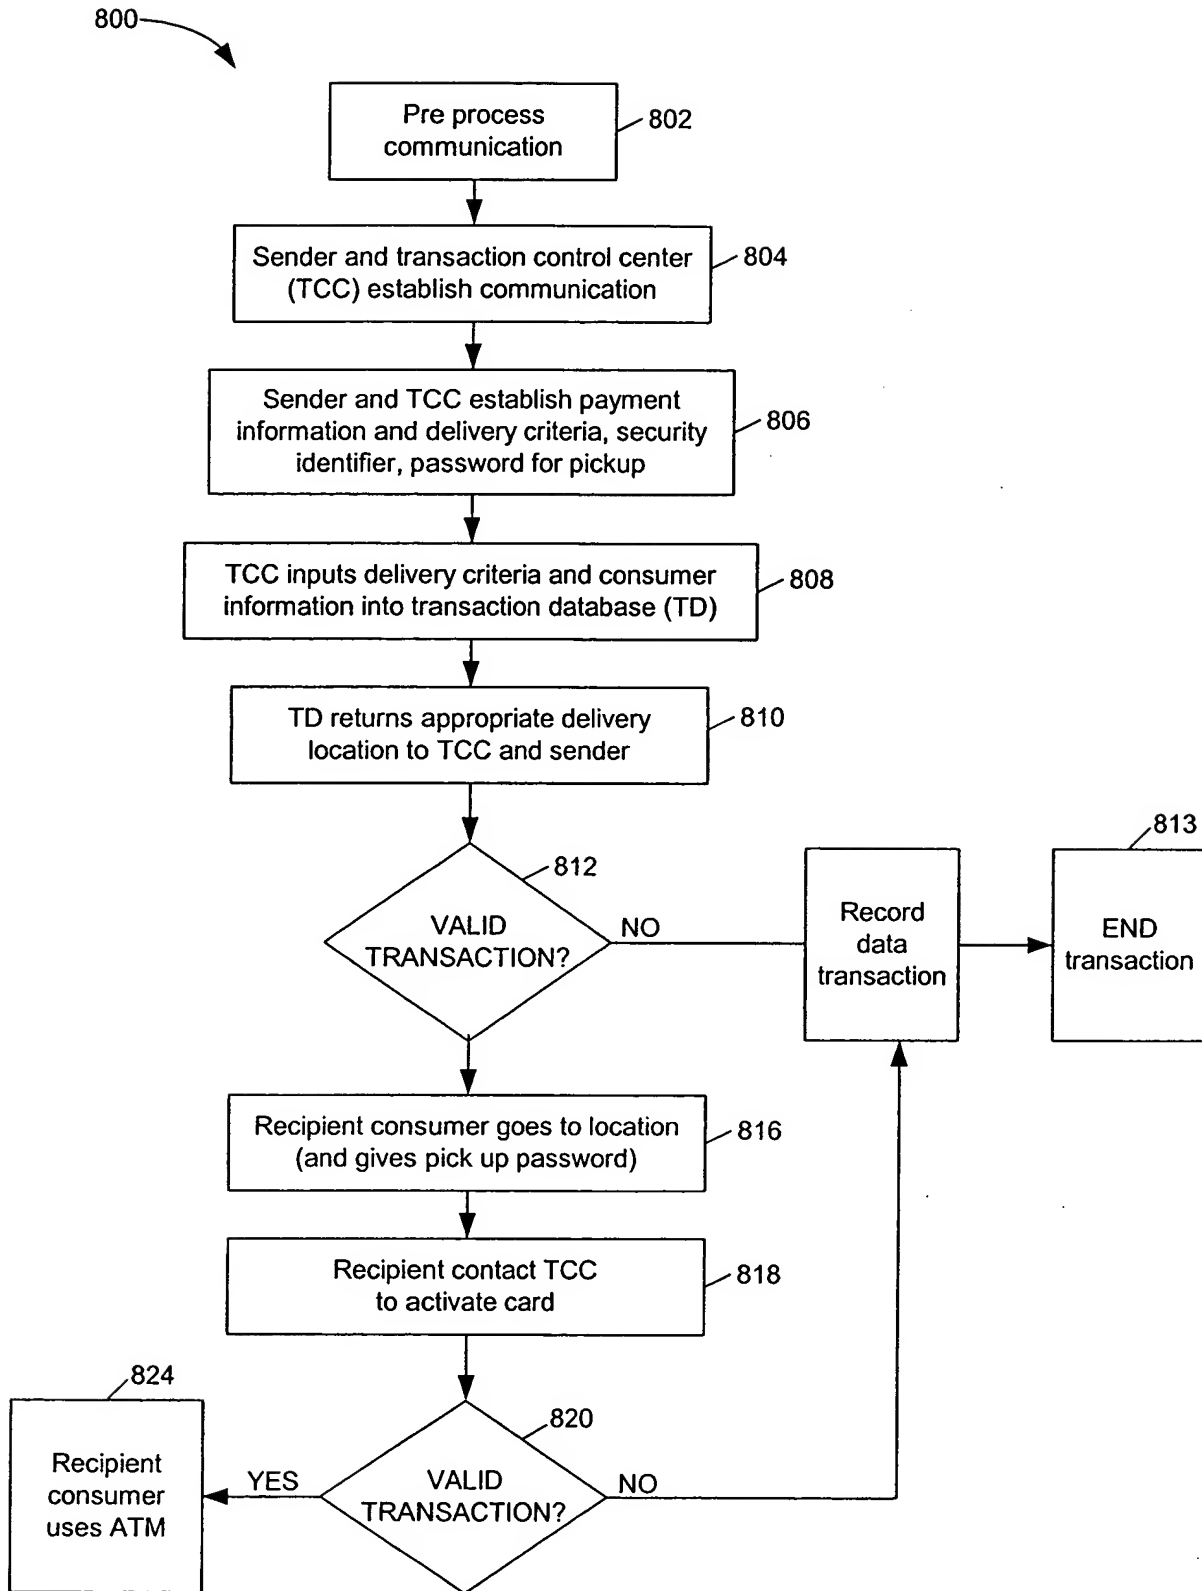 800
Pre process
communication
802
Sender and transaction control center
(TCC) establish communication
804
Sender and TCC establish payment
information and delivery criteria, security
identifier, password for pickup
806
TCC inputs delivery criteria and consumer
information into transaction database (TD)
808
TD returns appropriate delivery
location to TCC and sender
810
812
VALID
TRANSACTION?
NO
Record
data
transaction
813
END
transaction
Recipient consumer goes to location
(and gives pick up password)
816
Recipient contact TCC
to activate card
818
824
Recipient
consumer
uses ATM
YES
820
VALID
TRANSACTION?
NO